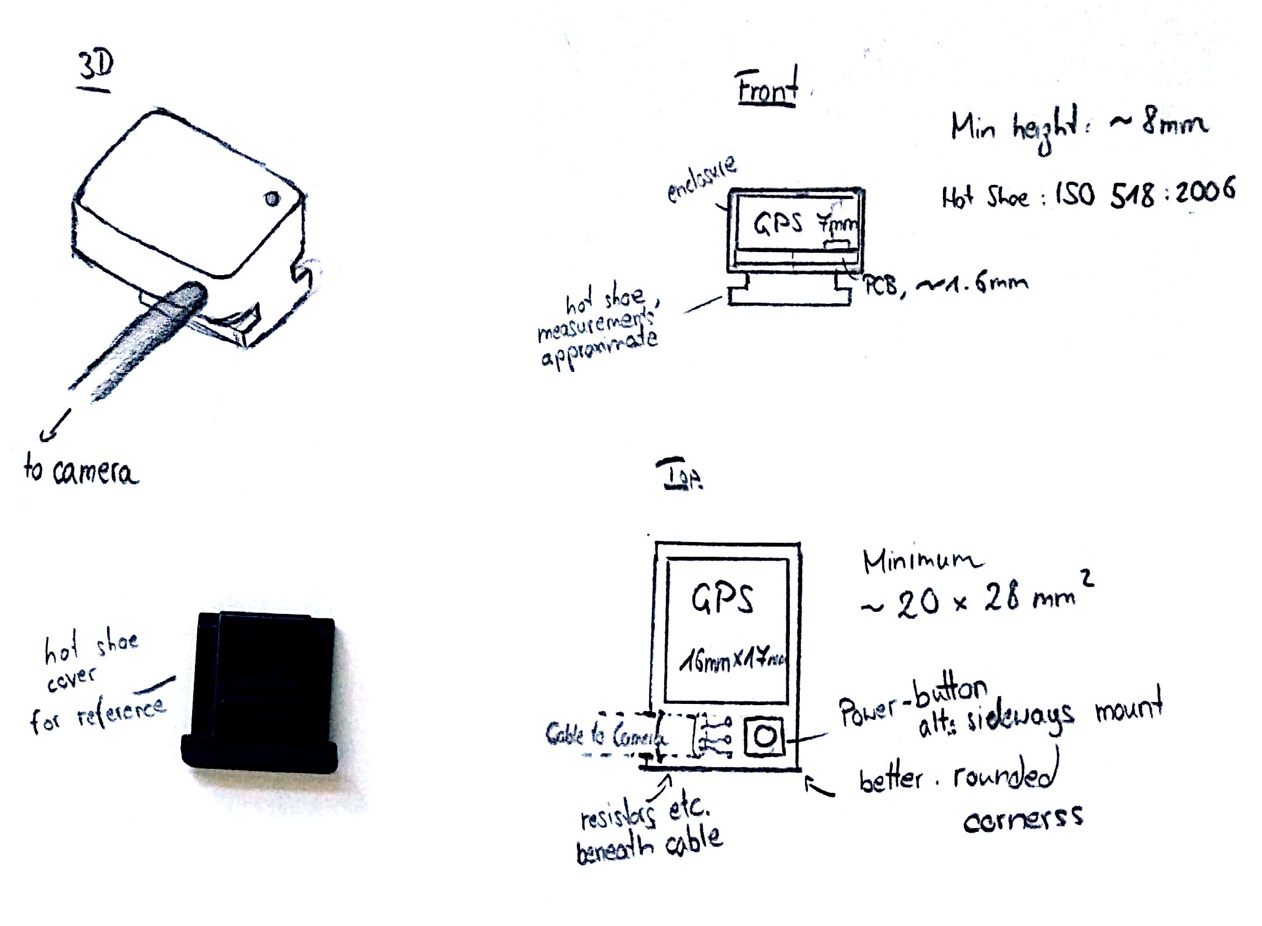 3D
to camera
Front
enclosure
GPS 7mm
PCB, ~1.6mm
hot shoe,
measurements
approximate
Min height: ~8mm
Hot Shoe: ISO 518:2006
hot shoe
cover
for reference
Top
GPS
16mm×17mm
Cable to Camera
resistors etc.
beneath cable
Minimum
~ 20 × 28 mm²
Power-button
alt: sideways mount
better. rounded
cornerss